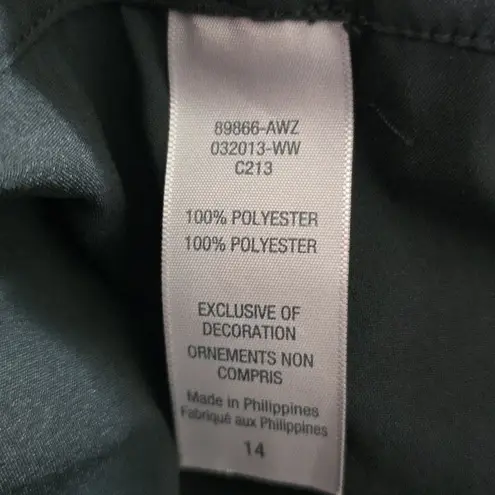 89866-AWZ
032013-WW
C213
100% POLYESTER
100% POLYESTER
EXCLUSIVE OF
DECORATION
ORNEMENTS NON
COMPRIS
Made in Philippines
Fabriqué aux Philippines
14